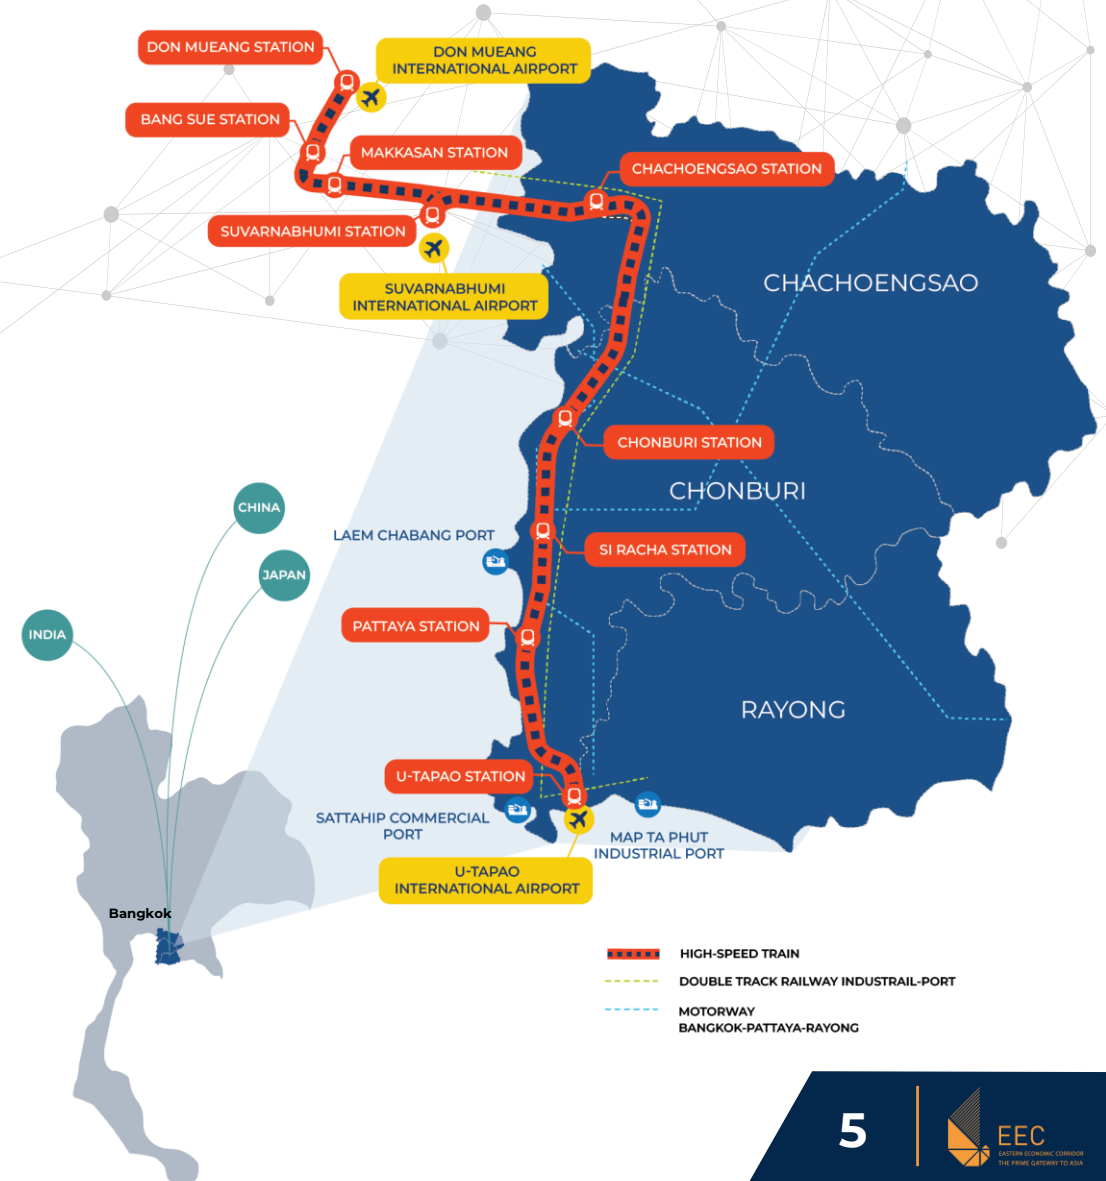 DON MUEANG STATION
DON MUEANG
INTERNATIONAL AIRPORT
BANG SUE STATION
MAKKASAN STATION
CHACHOENGSAO STATION
SUVARNABHUMI STATION
SUVARNABHUMI
INTERNATIONAL AIRPORT
CHACHOENGSAO
CHONBURI STATION
CHONBURI
CHINA
LAEM CHABANG PORT
SI RACHA STATION
JAPAN
PATTAYA STATION
INDIA
RAYONG
U-TAPAO STATION
SATTAHIP COMMERCIAL
PORT
MAP TA PHUT
INDUSTRIAL PORT
U-TAPAO
INTERNATIONAL AIRPORT
Bangkok
HIGH-SPEED TRAIN
DOUBLE TRACK RAILWAY INDUSTRAIL-PORT
MOTORWAY
BANGKOK-PATTAYA-RAYONG
5
EEC
EASTERN ECONOMIC CORRIDOR
THE PRIME GATEWAY TO ASIA